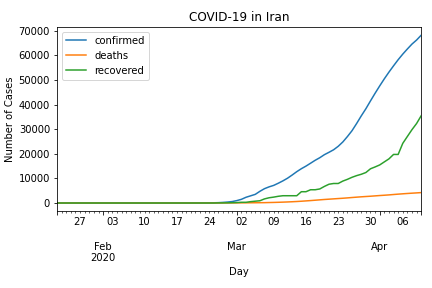 COVID-19 in Iran
confirmed
deaths
recovered
Number of Cases
70000
60000
50000
40000
30000
20000
10000
0
27 03 10 17 24 02 09 16 23 30 06
Feb Mar Apr
2020
Day